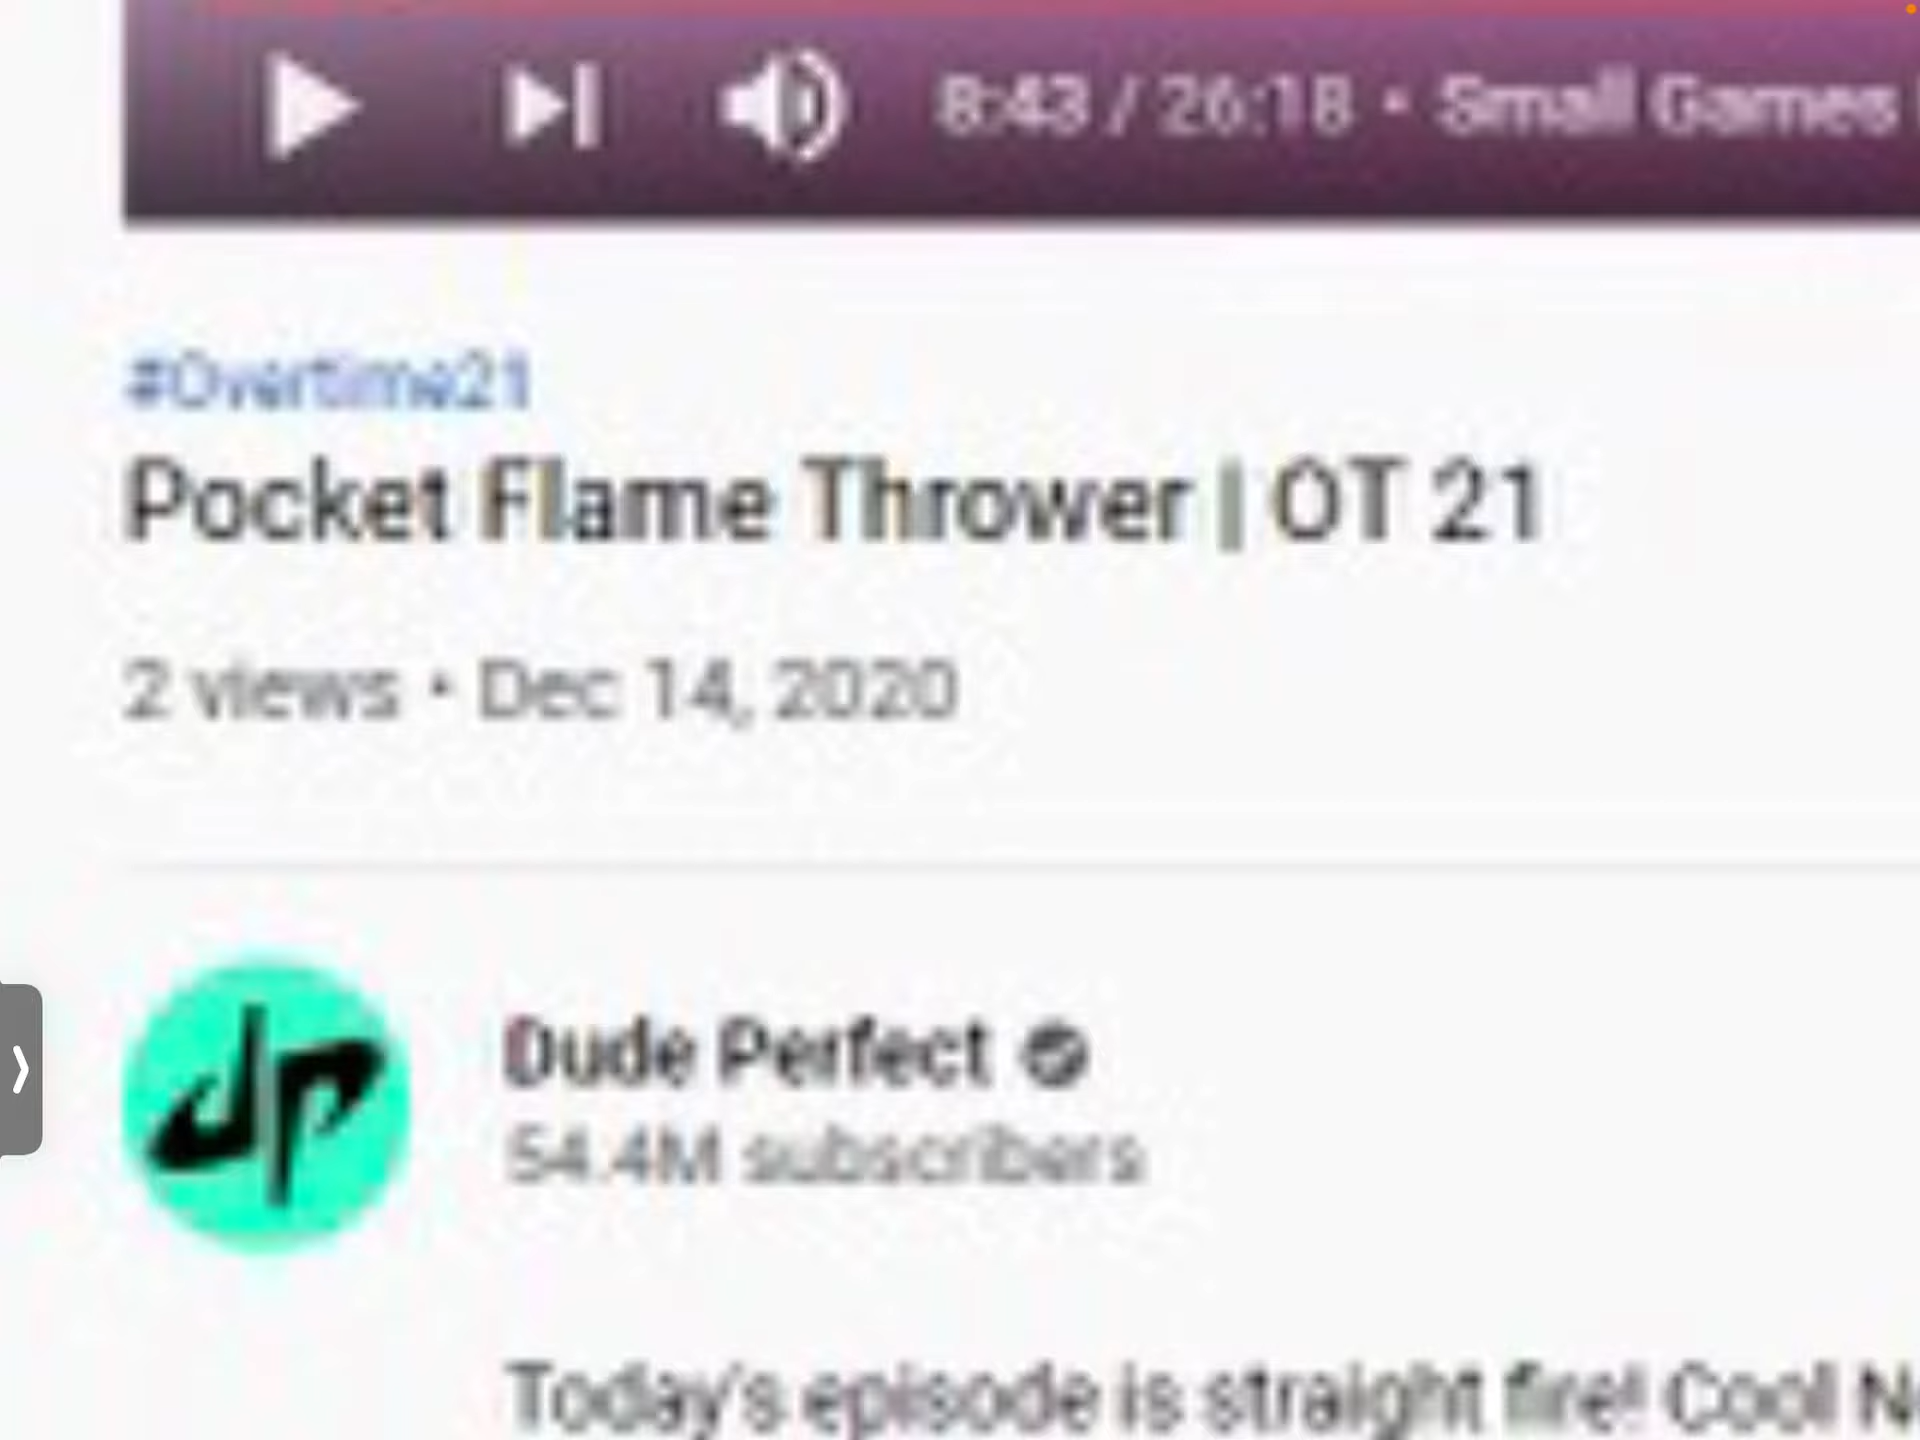 8:43 / 26:18 • Small Games
#Overtime21
Pocket Flame Thrower | OT 21
2 views • Dec 14, 2020
dp
Dude Perfect
54.4M subscribers
Today's episode is straight fire! Cool